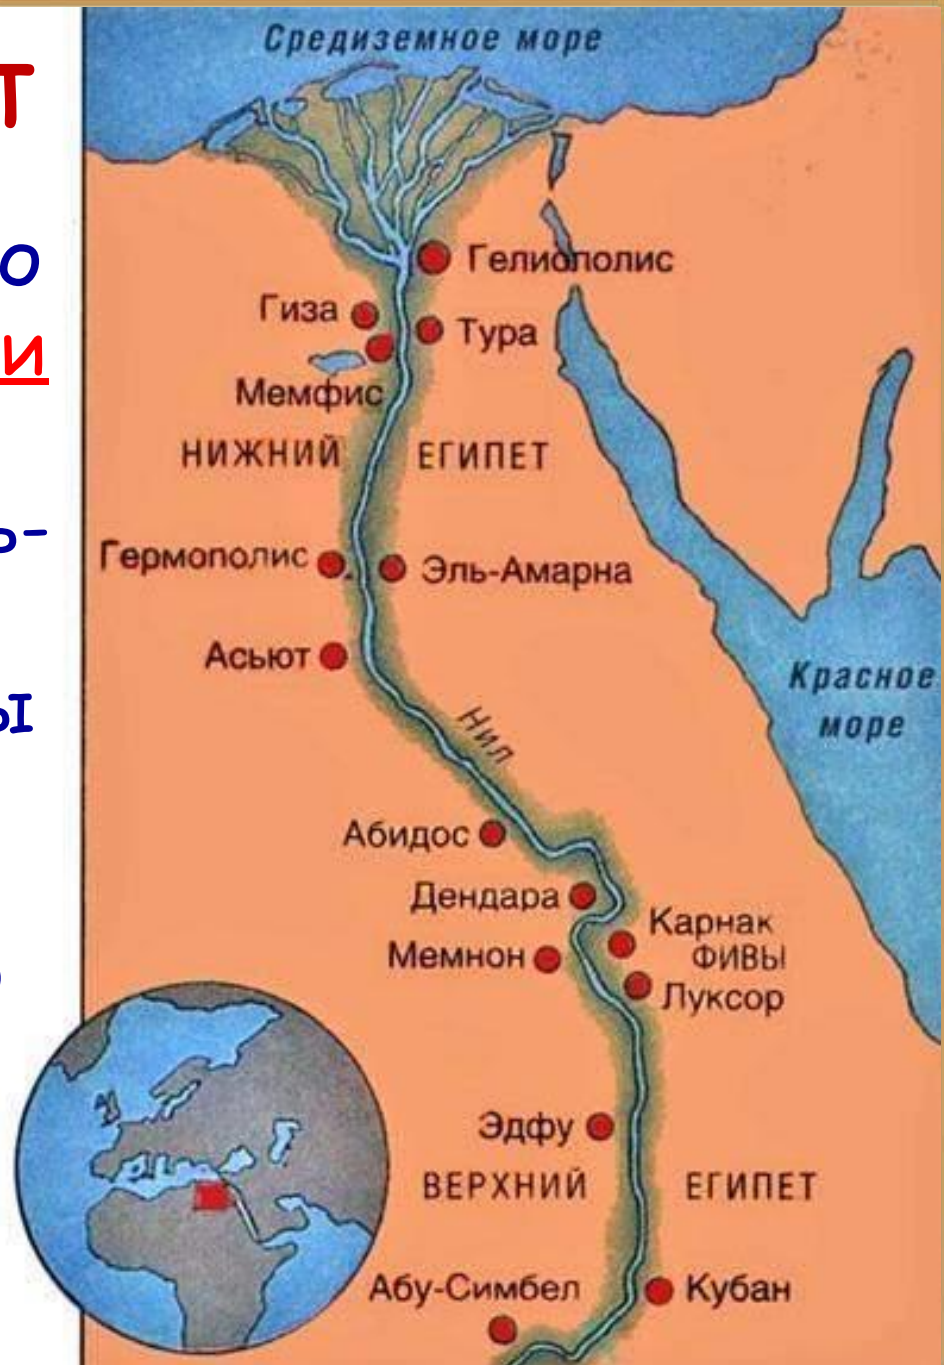 Средиземное море
Т
о
Гелиополис
Гиза
Тура
и
Мемфис
НИЖНИЙ ЕГИПЕТ
ь-
Гермополис
Эль-Амарна
Асьют
Красное
море
ы
Нил
Абидос
Дендара
Карнак
ФИВЫ
Мемнон
Луксор
Эдфу
ВЕРХНИЙ ЕГИПЕТ
Абу-Симбел
Кубан